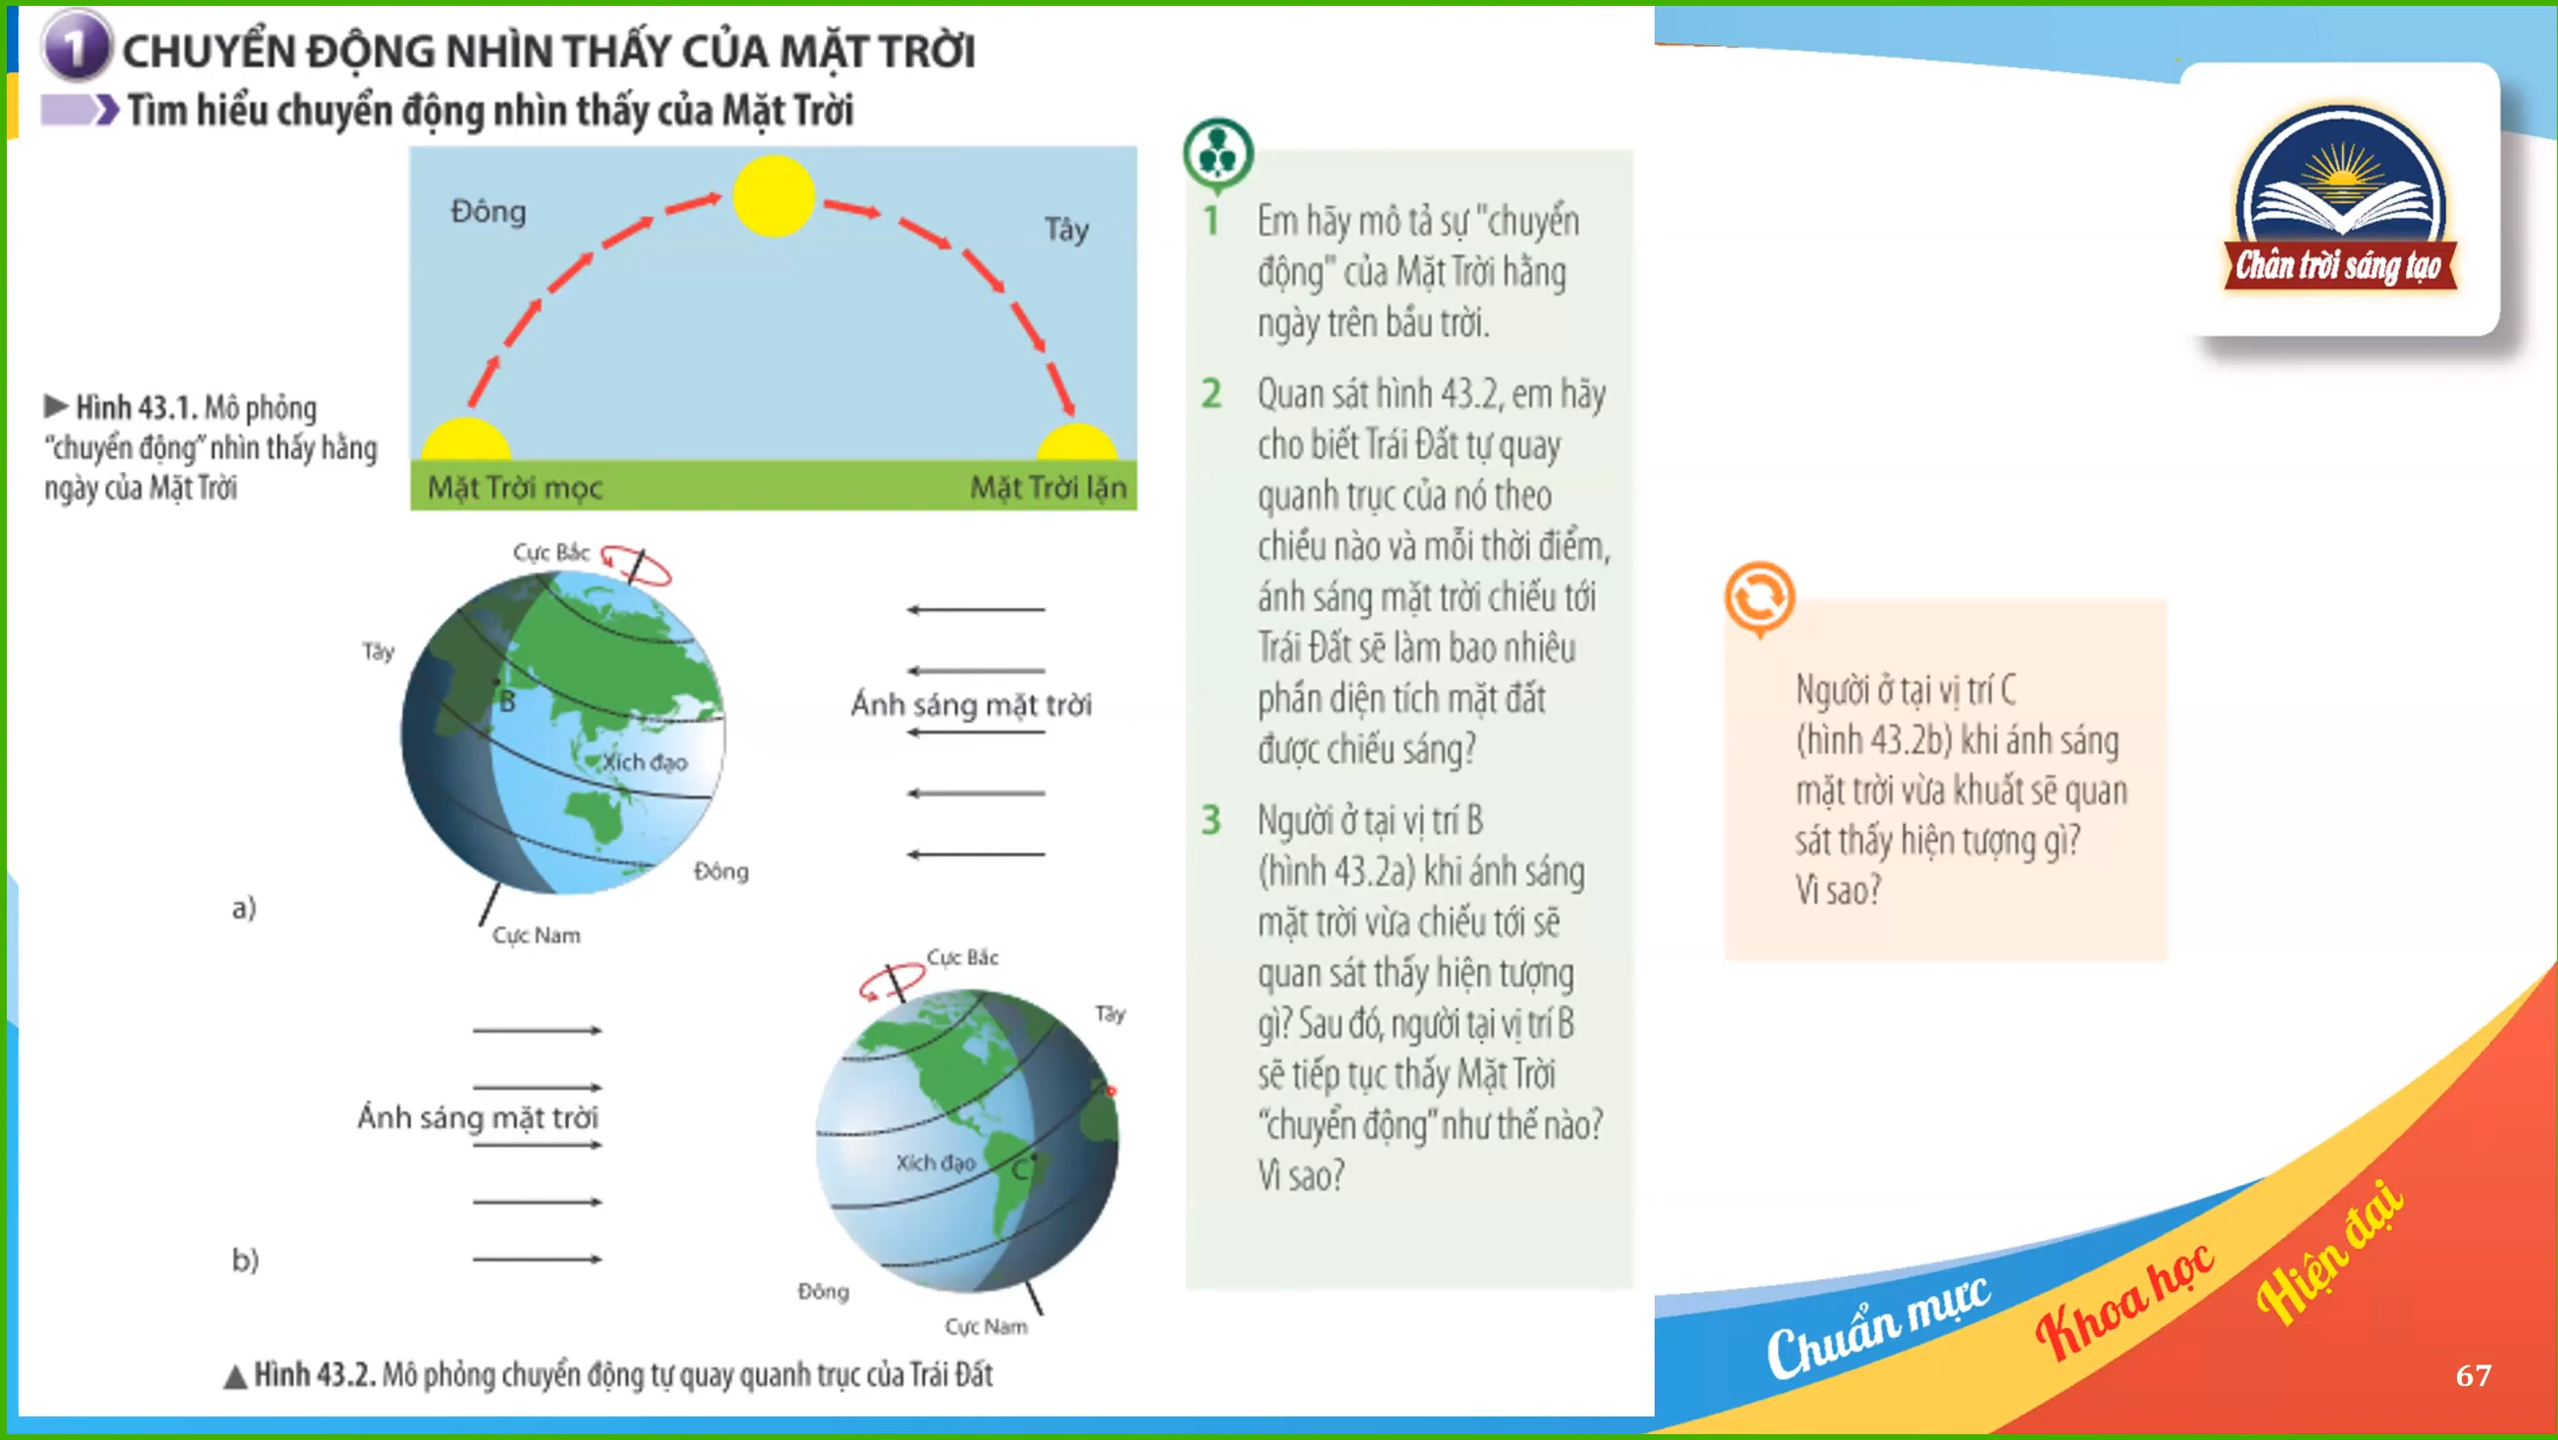 1 CHUYỂN ĐỘNG NHÌN THẤY CỦA MẶT TRỜI
Tìm hiểu chuyển động nhìn thấy của Mặt Trời
Đông
Tây
Mặt Trời mọc
Mặt Trời lặn
▶ Hình 43.1. Mô phỏng
“chuyển động” nhìn thấy hằng
ngày của Mặt Trời
Cực Bắc
Tây
B
Xích đạo
Đông
Cực Nam
Ánh sáng mặt trời
a)
Cực Bắc
Tây
Xích đạo
C
Đông
Cực Nam
Ánh sáng mặt trời
b)
▲ Hình 43.2. Mô phỏng chuyển động tự quay quanh trục của Trái Đất
1 Em hãy mô tả sự "chuyển
động" của Mặt Trời hằng
ngày trên bầu trời.
2 Quan sát hình 43.2, em hãy
cho biết Trái Đất tự quay
quanh trục của nó theo
chiều nào và mỗi thời điểm,
ánh sáng mặt trời chiếu tới
Trái Đất sẽ làm bao nhiêu
phần diện tích mặt đất
được chiếu sáng?
3 Người ở tại vị trí B
(hình 43.2a) khi ánh sáng
mặt trời vừa chiếu tới sẽ
quan sát thấy hiện tượng
gì? Sau đó, người tại vị trí B
sẽ tiếp tục thấy Mặt Trời
“chuyển động” như thế nào?
Vì sao?
Người ở tại vị trí C
(hình 43.2b) khi ánh sáng
mặt trời vừa khuất sẽ quan
sát thấy hiện tượng gì?
Vì sao?
Chân trời sáng tạo
Chuẩn mực
Khoa học
Hiện đại
67